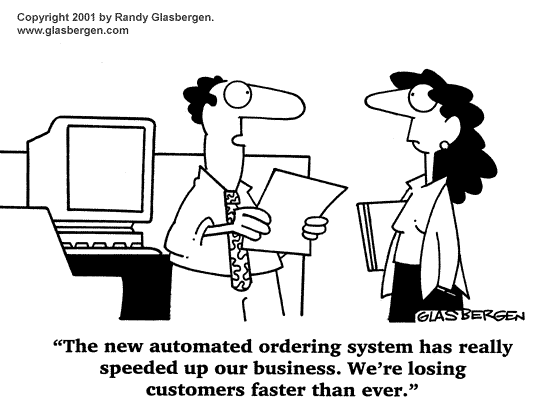 Copyright 2001 by Randy Glasbergen.
www.glasbergen.com
GLASBERGEN
“The new automated ordering system has really
speeded up our business. We’re losing
customers faster than ever.”